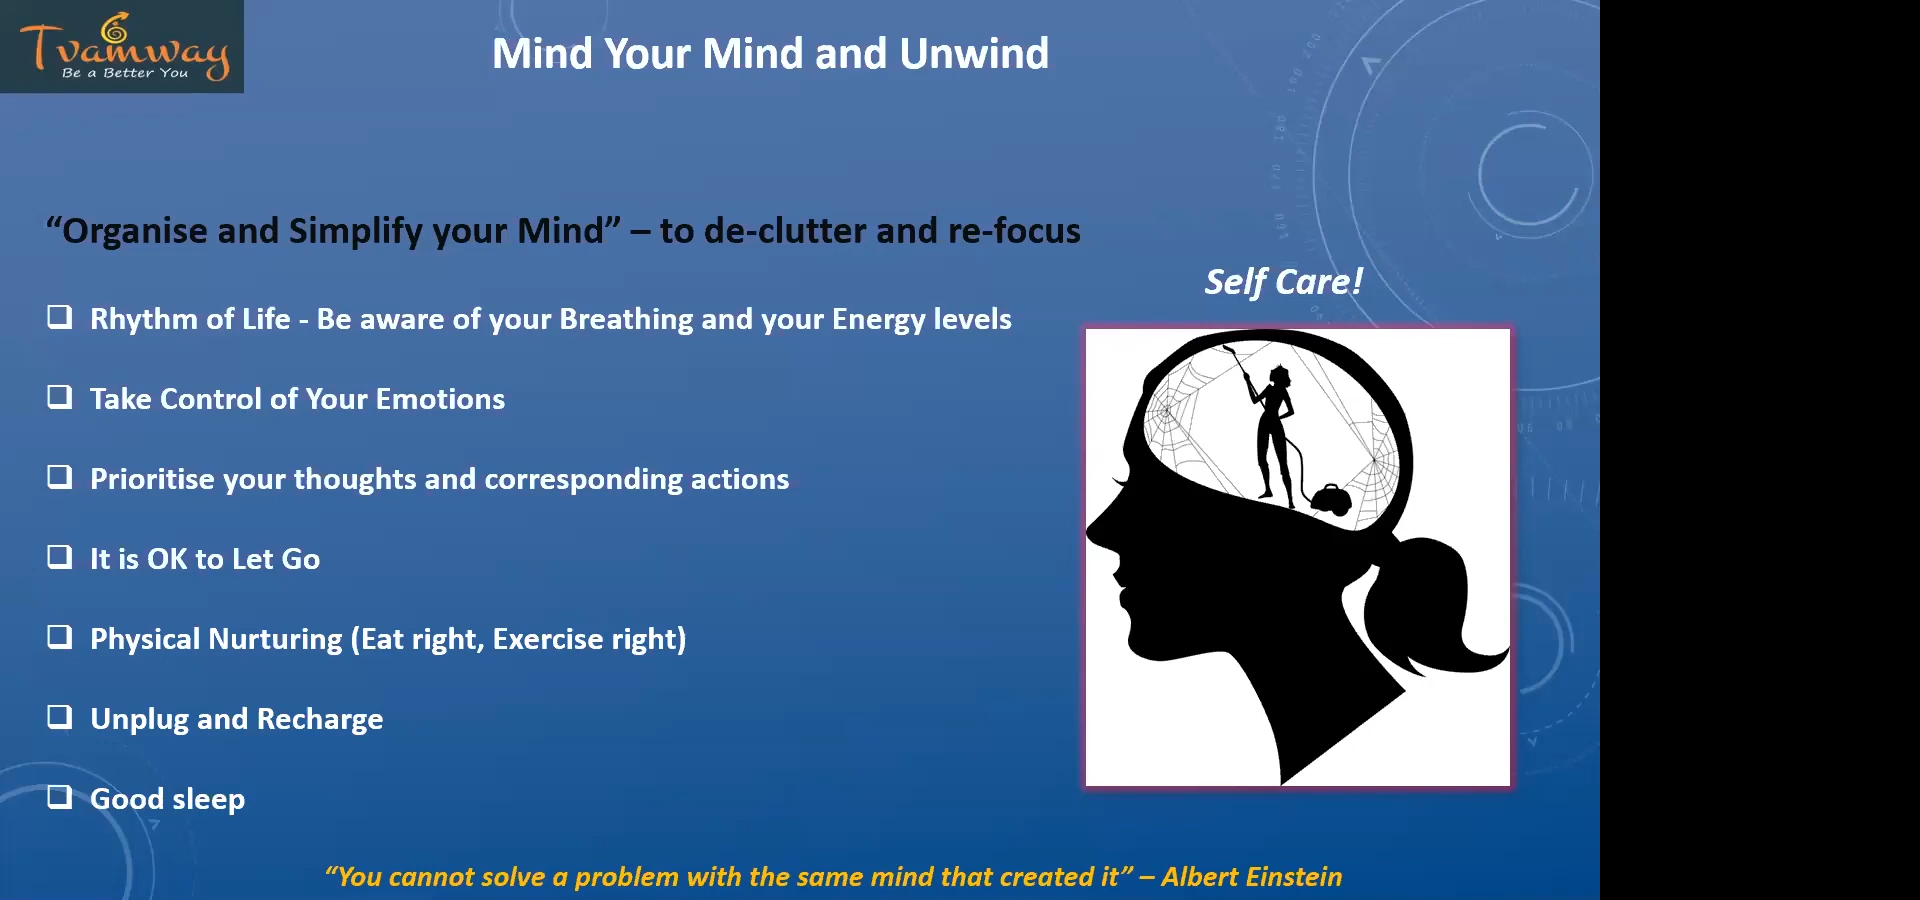 Tvamway
Be a Better You
Mind Your Mind and Unwind
“Organise and Simplify your Mind” – to de-clutter and re-focus
Self Care!
Rhythm of Life - Be aware of your Breathing and your Energy levels
Take Control of Your Emotions
Prioritise your thoughts and corresponding actions
It is OK to Let Go
Physical Nurturing (Eat right, Exercise right)
Unplug and Recharge
Good sleep
“You cannot solve a problem with the same mind that created it” – Albert Einstein